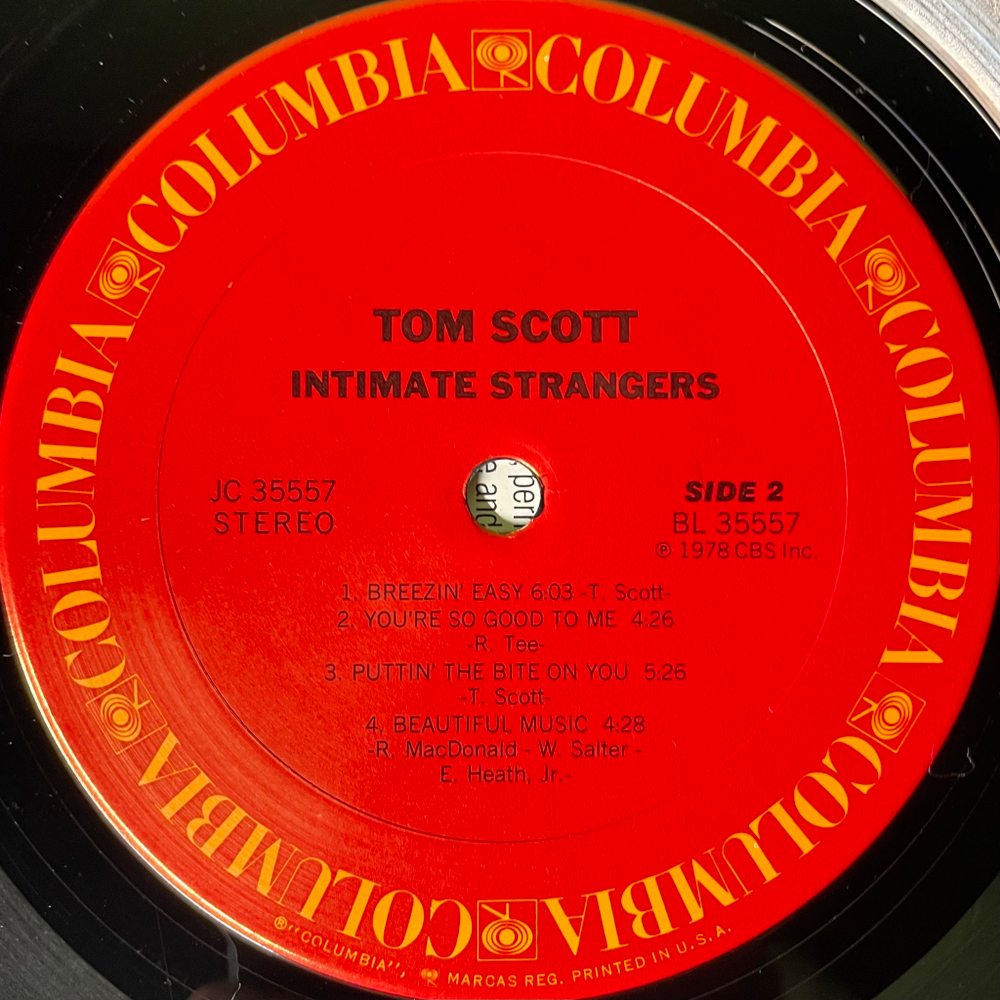 COLUMBIA COLUMBIA COLUMBIA COLUMBIA COLUMBIA COLUMBIA
TOM SCOTT
INTIMATE STRANGERS
JC 35557
STEREO
perf
and
SIDE 2
BL 35557
℗ 1978 CBS Inc.
1. BREEZIN' EASY 6:03 -T. Scott-
2. YOU'RE SO GOOD TO ME 4:26
-R. Tee-
3. PUTTIN' THE BITE ON YOU 5:26
-T. Scott-
4. BEAUTIFUL MUSIC 4:28
-R. MacDonald - W. Salter -
E. Heath, Jr.-
®"COLUMBIA", MARCAS REG. PRINTED IN U.S.A.